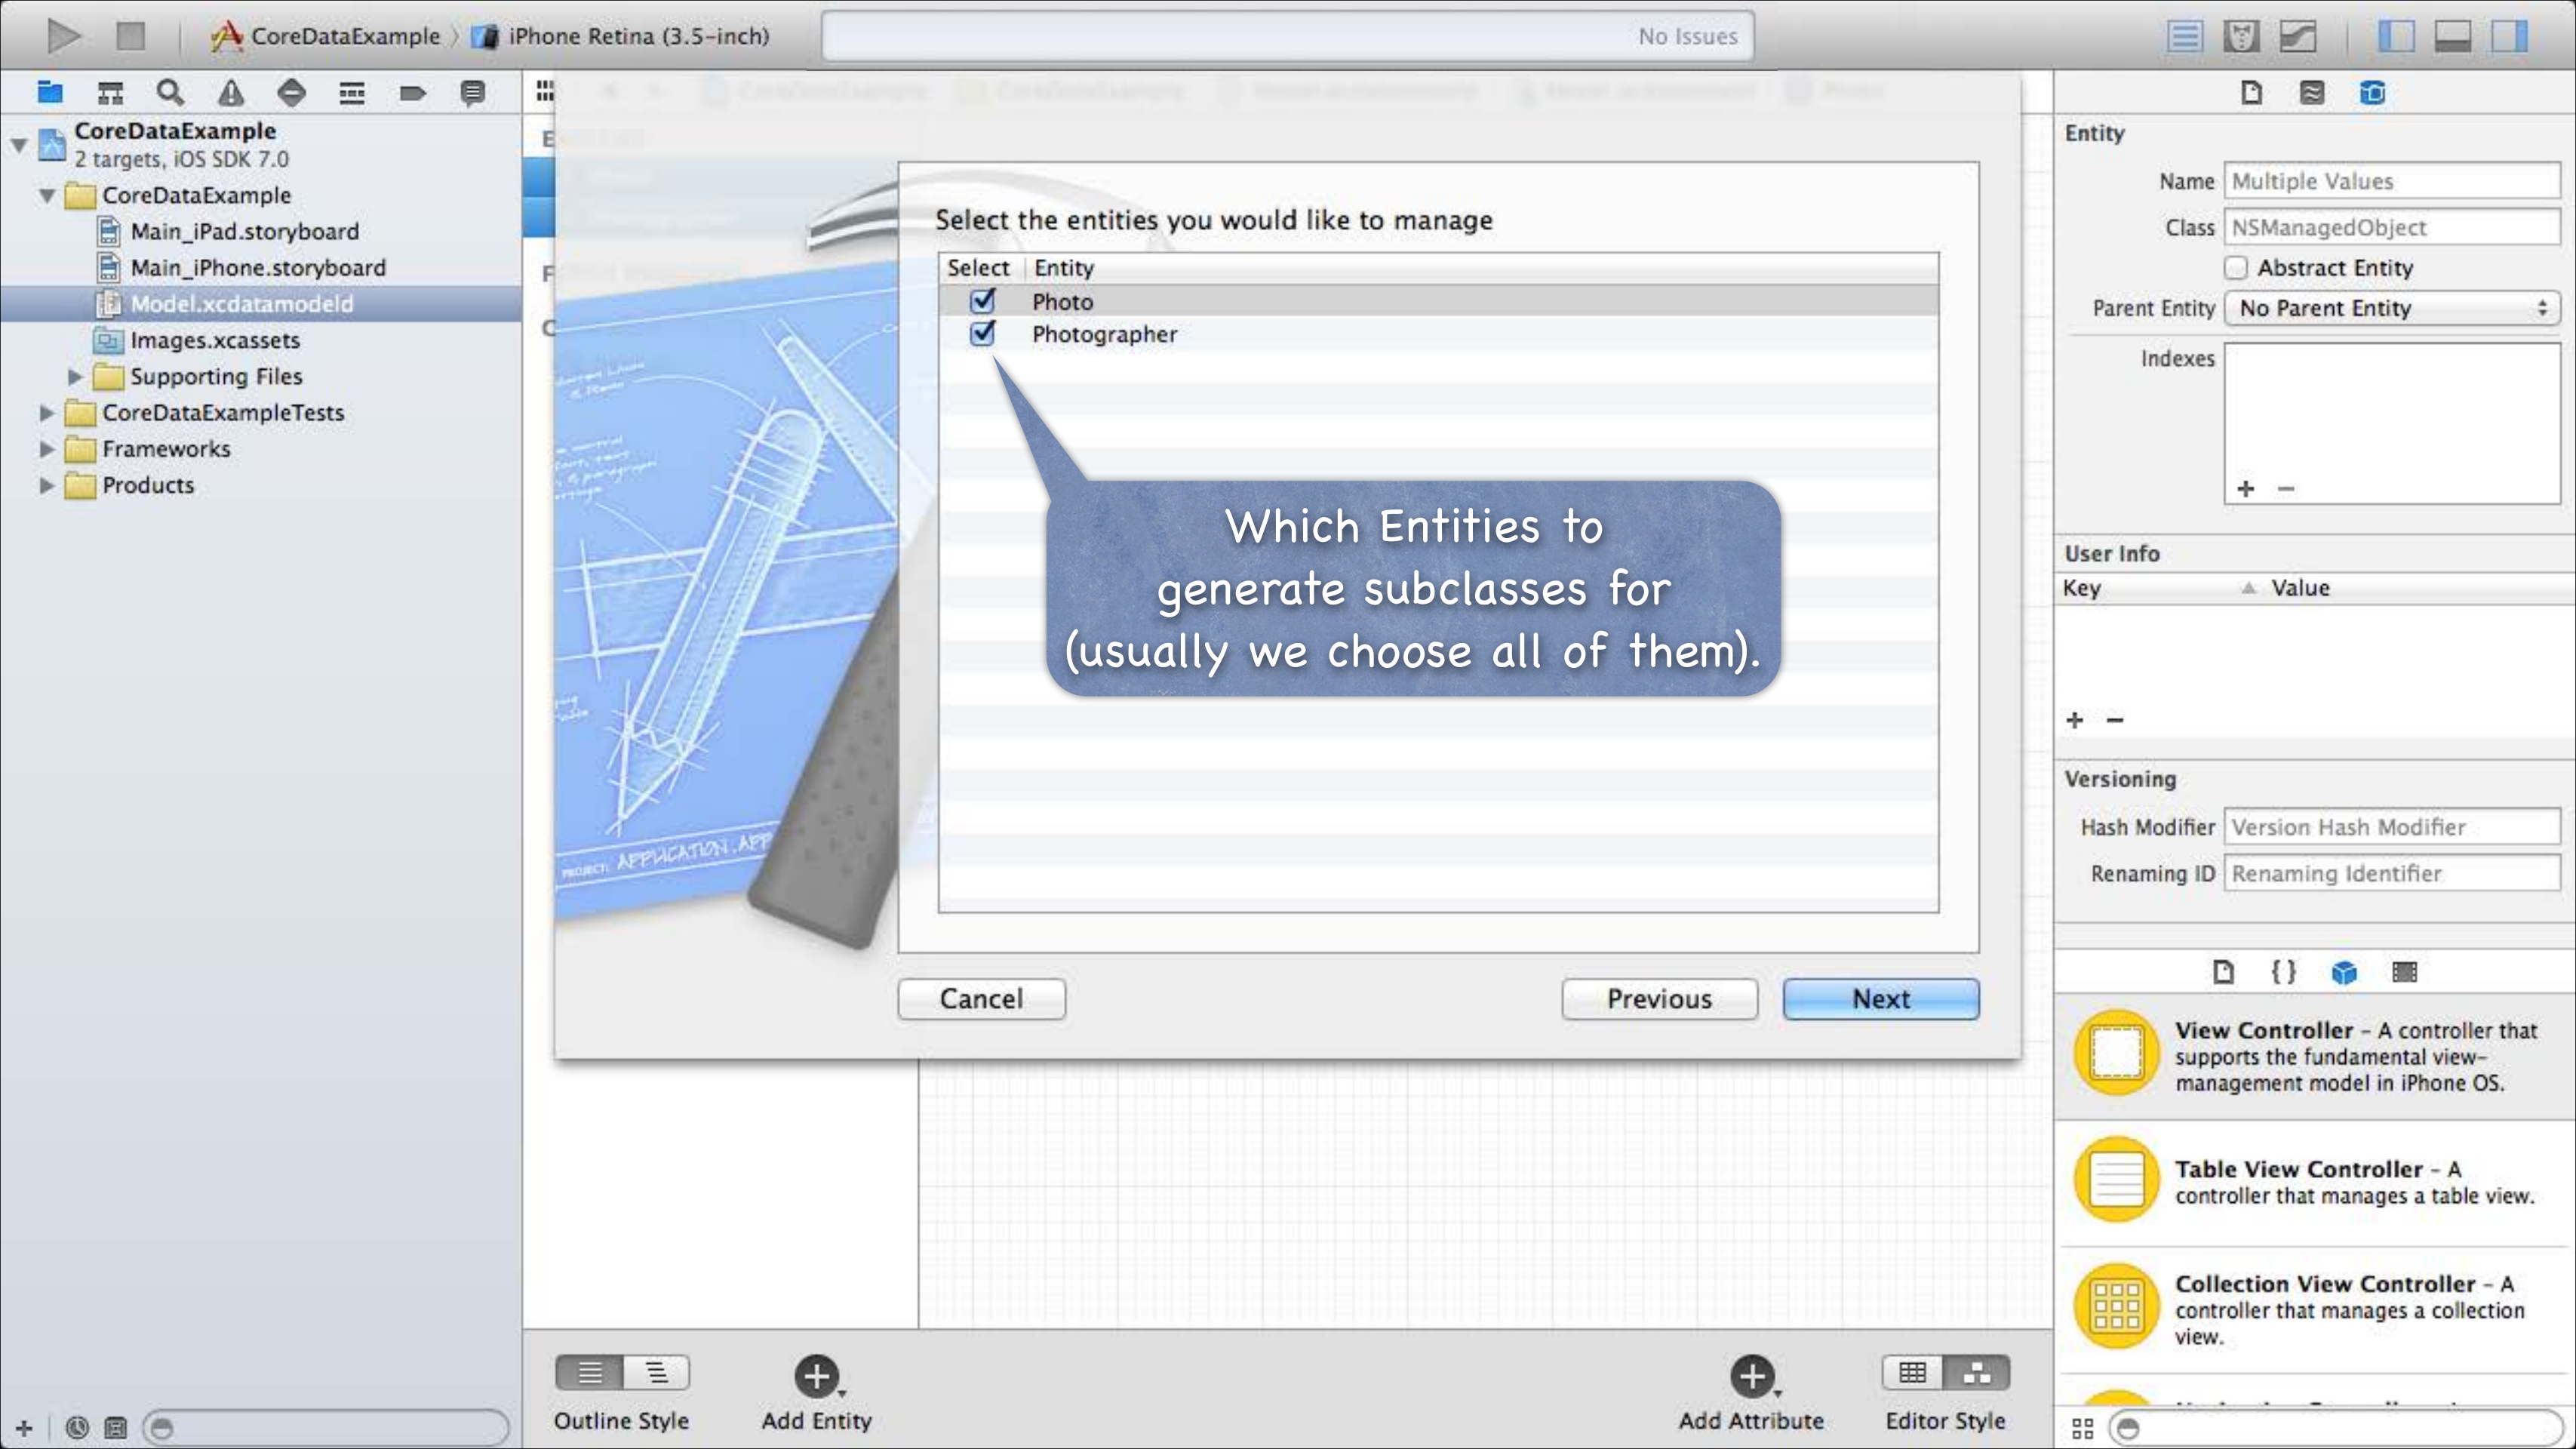 CoreDataExample 〉 iPhone Retina (3.5-inch)
No Issues
CoreDataExample
2 targets, iOS SDK 7.0
CoreDataExample
Main_iPad.storyboard
Main_iPhone.storyboard
Model.xcdatamodeld
Images.xcassets
Supporting Files
CoreDataExampleTests
Frameworks
Products
Select the entities you would like to manage
Select Entity
Photo
Photographer
Which Entities to
generate subclasses for
(usually we choose all of them).
PROJECT: APPLICATION.APP
Cancel
Previous
Next
Outline Style
Add Entity
Add Attribute
Editor Style
Entity
Name Multiple Values
Class NSManagedObject
Abstract Entity
Parent Entity No Parent Entity
Indexes
+ −
User Info
Key Value
+ −
Versioning
Hash Modifier Version Hash Modifier
Renaming ID Renaming Identifier
{ }
View Controller – A controller that
supports the fundamental view-
management model in iPhone OS.
Table View Controller – A
controller that manages a table view.
Collection View Controller – A
controller that manages a collection
view.